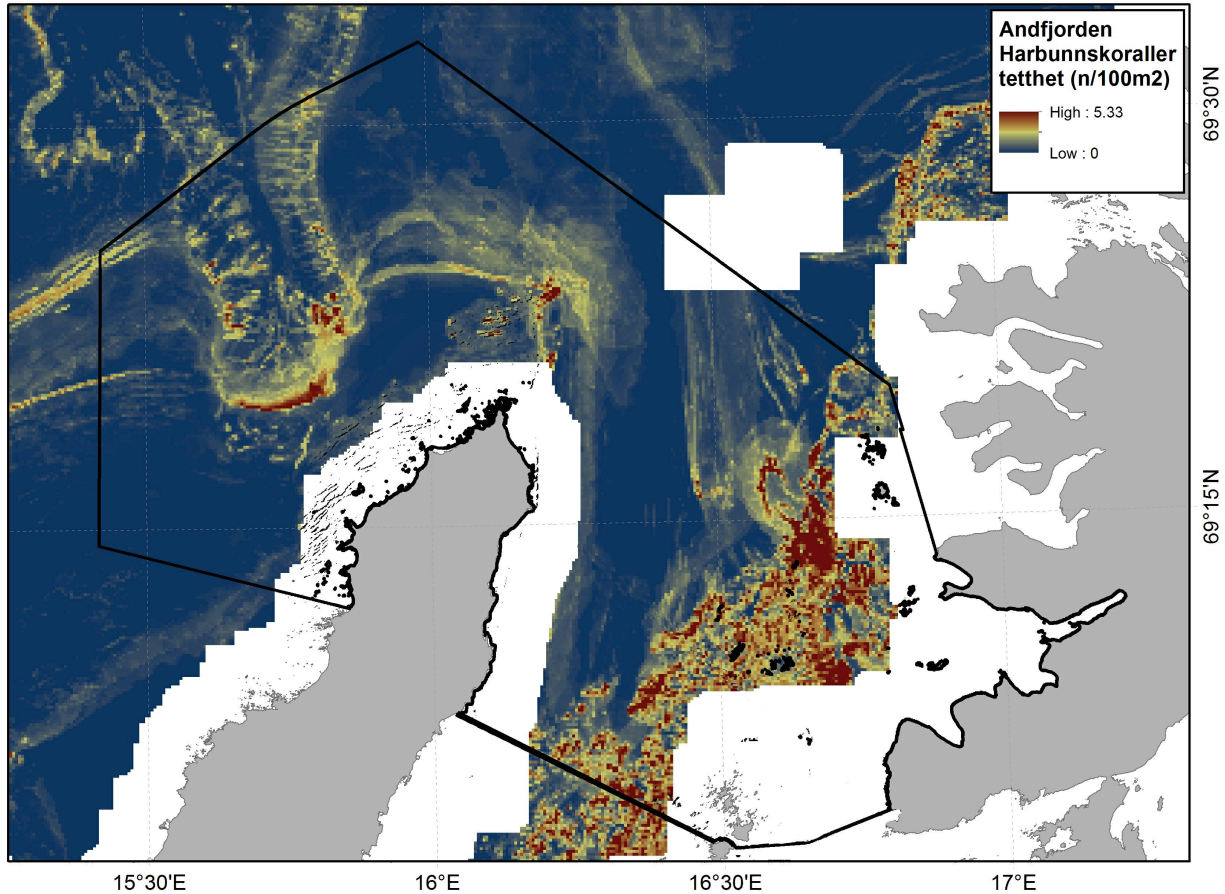 Andfjorden
Harbunnskoraller
tetthet (n/100m2)
High : 5.33
Low : 0
69°30'N
69°15'N
15°30'E
16°E
16°30'E
17°E